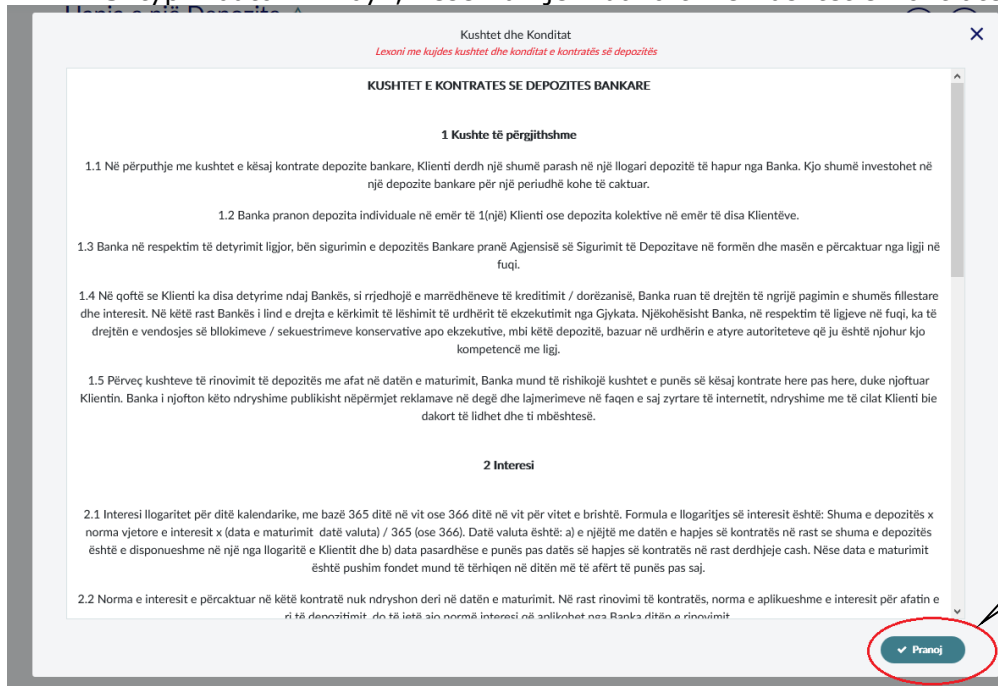 Kushtet dhe Konditat
Lexoni me kujdes kushtet dhe konditat e kontratës së depozitës
KUSHTET E KONTRATES SE DEPOZITES BANKARE
1 Kushte të përgjithshme
1.1 Në përputhje me kushtet e kësaj kontrate depozite bankare, Klienti derdh një shumë parash në një llogari depozitë të hapur nga Banka. Kjo shumë investohet në
një depozite bankare për një periudhë kohe të caktuar.
1.2 Banka pranon depozita individuale në emër të 1(një) Klienti ose depozita kolektive në emër të disa Klientëve.
1.3 Banka në respektim të detyrimit ligjor, bën sigurimin e depozitës Bankare pranë Agjensisë së Sigurimit të Depozitave në formën dhe masën e përcaktuar nga ligji në
fuqi.
1.4 Në qoftë se Klienti ka disa detyrime ndaj Bankës, si rrjedhojë e marrëdhëneve të kreditimit / dorëzanisë, Banka ruan të drejtën të ngrijë pagimin e shumës fillestare
dhe interesit. Në këtë rast Bankës i lind e drejta e kërkimit të lëshimit të urdhërit të ekzekutimit nga Gjykata. Njëkohësisht Banka, në respektim të ligjeve në fuqi, ka të
drejtën e vendosjes së bllokimeve / sekuestrimeve konservative apo ekzekutive, mbi këtë depozitë, bazuar në urdhërin e atyre autoriteteve që ju është njohur kjo
kompetencë me ligj.
1.5 Përveç kushteve të rinovimit të depozitës me afat në datën e maturimit, Banka mund të rishikojë kushtet e punës së kësaj kontrate here pas here, duke njoftuar
Klientin. Banka i njofton këto ndryshime publikisht nëpërmjet reklamave në degë dhe lajmerimeve në faqen e saj zyrtare të internetit, ndryshime me të cilat Klienti bie
dakort të lidhet dhe ti mbështesë.
2 Interesi
2.1 Interesi llogaritet për ditë kalendarike, me bazë 365 ditë në vit ose 366 ditë në vit për vitet e brishtë. Formula e llogaritjes së interesit është: Shuma e depozitës x
norma vjetore e interesit x (data e maturimit datë valuta) / 365 (ose 366). Datë valuta është: a) e njëjtë me datën e hapjes së kontratës në rast se shuma e depozitës
është e disponueshme në një nga llogaritë e Klientit dhe b) data pasardhëse e punës pas datës së hapjes së kontratës në rast derdhjeje cash. Nëse data e maturimit
është pushim fondet mund të tërhiqen në ditën më të afërt të punës pas saj.
2.2 Norma e interesit e përcaktuar në këtë kontratë nuk ndryshon deri në datën e maturimit. Në rast rinovimi të kontratës, norma e aplikueshme e interesit për afatin e
ri të depozitimit, do të jetë ajo normë interesi që aplikohet nga Banka ditën e rinovimit.
Pranoj